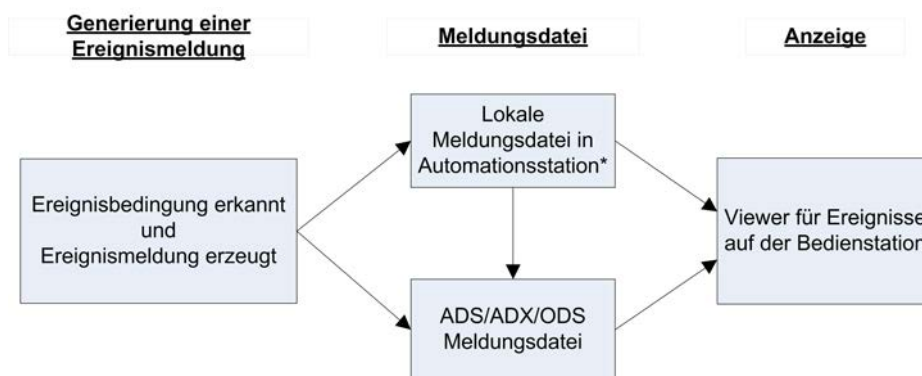 Generierung einer
Ereignismeldung
Meldungsdatei
Anzeige
Ereignisbedingung erkannt
und
Ereignismeldung erzeugt
Lokale
Meldungsdatei in
Automationsstation*
ADS/ADX/ODS
Meldungsdatei
Viewer für Ereignisse
auf der Bedienstation